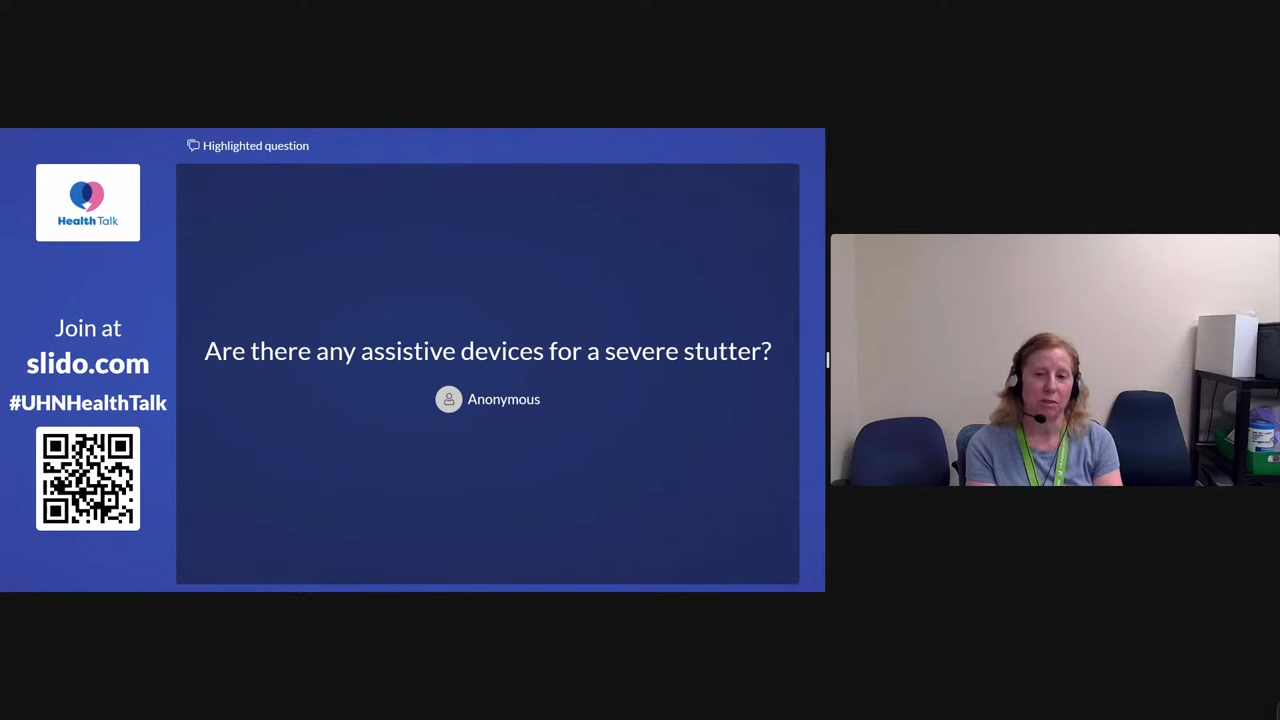 Highlighted question
Health Talk
Join at
slido.com
#UHNHealthTalk
Are there any assistive devices for a severe stutter?
Anonymous